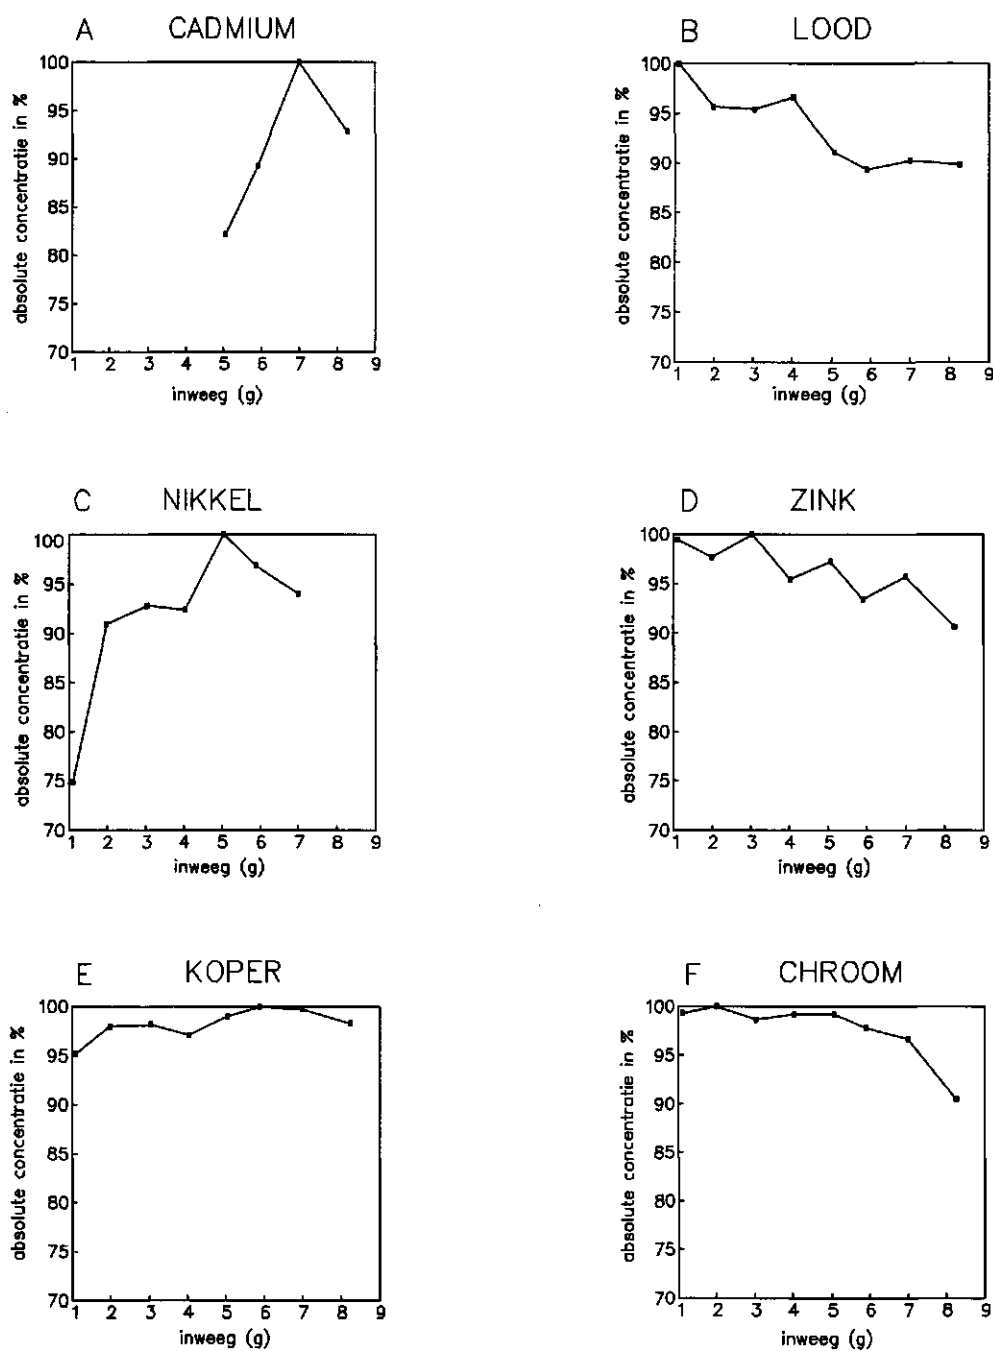 A CADMIUM
absolute concentratie in %
100
95
90
85
80
75
70
1 2 3 4 5 6 7 8 9
inweeg (g)
B LOOD
absolute concentratie in %
100
95
90
85
80
75
70
1 2 3 4 5 6 7 8 9
inweeg (g)
C NIKKEL
absolute concentratie in %
100
95
90
85
80
75
70
1 2 3 4 5 6 7 8 9
inweeg (g)
D ZINK
absolute concentratie in %
100
95
90
85
80
75
70
1 2 3 4 5 6 7 8 9
inweeg (g)
E KOPER
absolute concentratie in %
100
95
90
85
80
75
70
1 2 3 4 5 6 7 8 9
inweeg (g)
F CHROOM
absolute concentratie in %
100
95
90
85
80
75
70
1 2 3 4 5 6 7 8 9
inweeg (g)